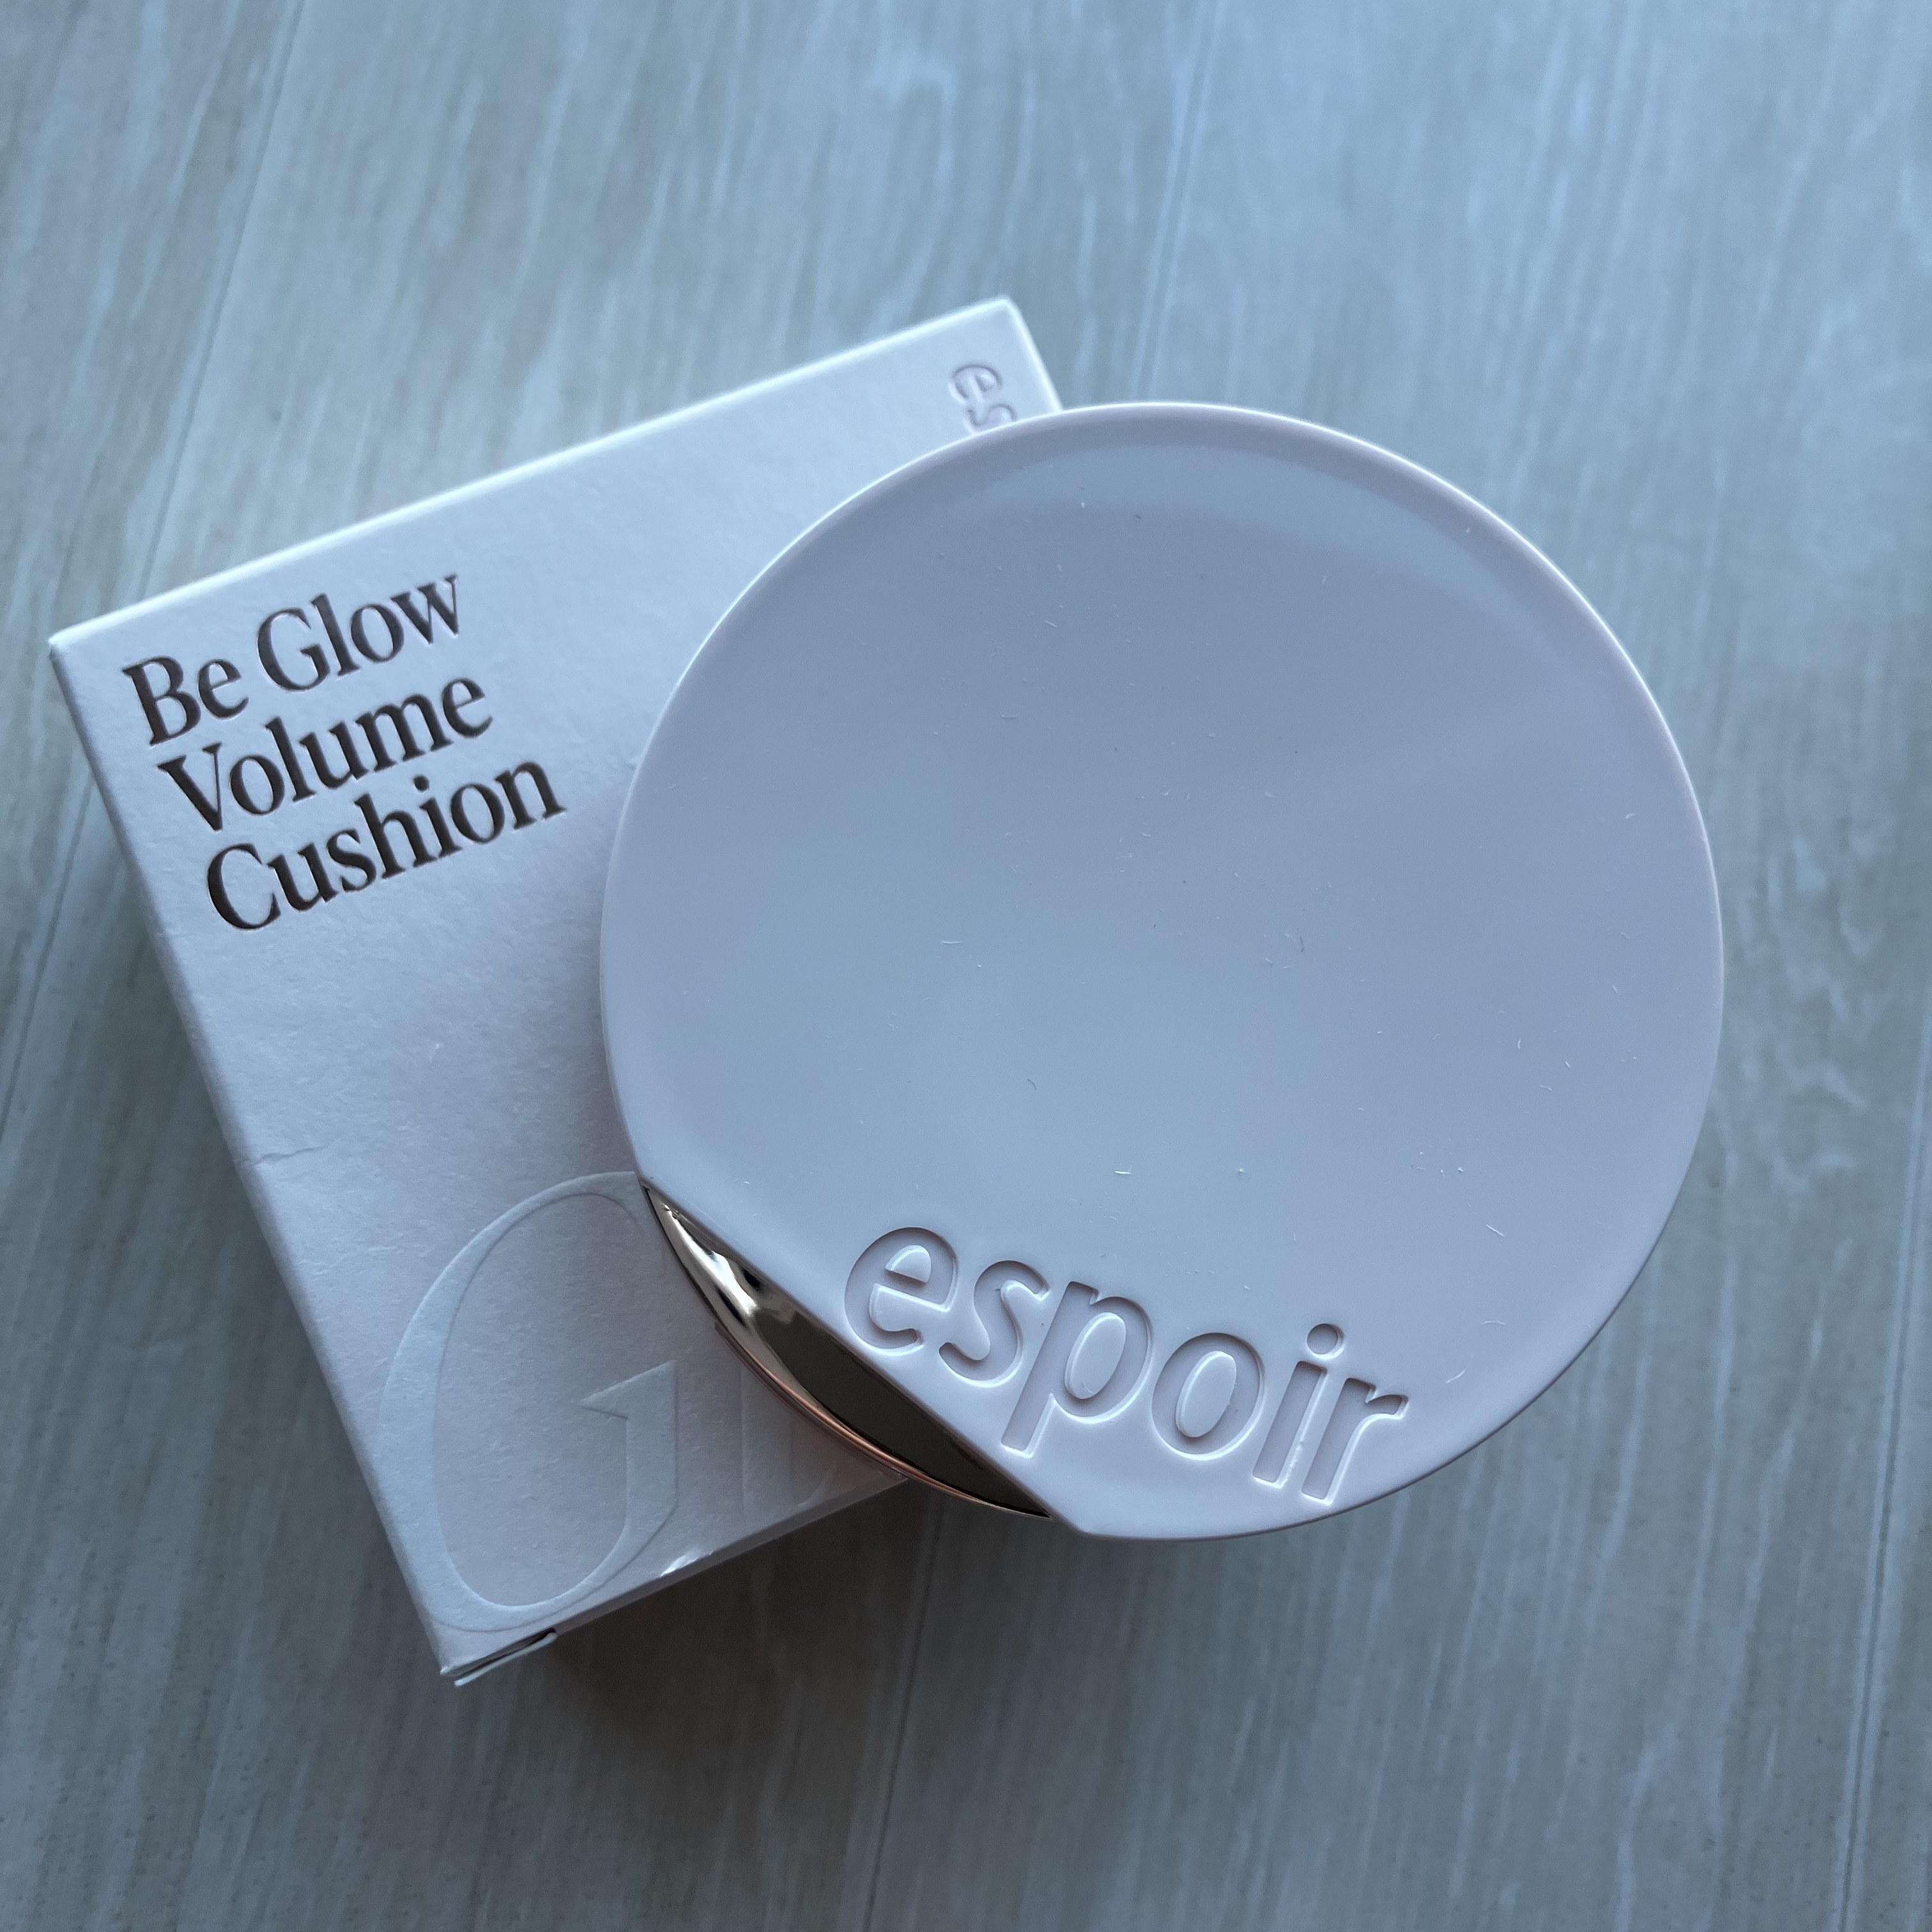 Be Glow
Volume
Cushion
espoir